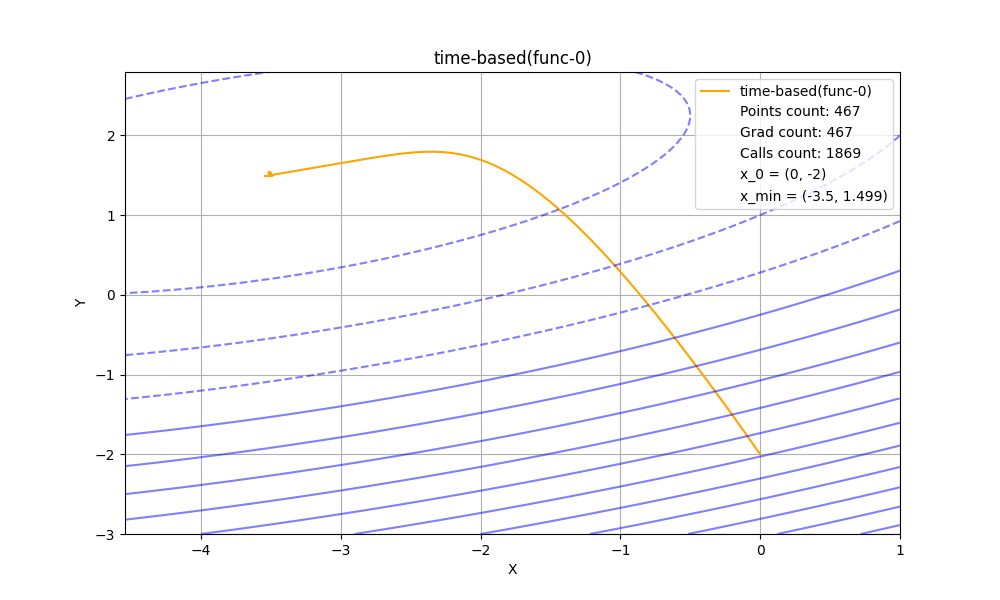 time-based(func-0)
time-based(func-0)
Points count: 467
Grad count: 467
Calls count: 1869
x_0 = (0, -2)
x_min = (-3.5, 1.499)
2
1
0
−1
−2
−3
Y
−4
−3
−2
−1
0
1
X